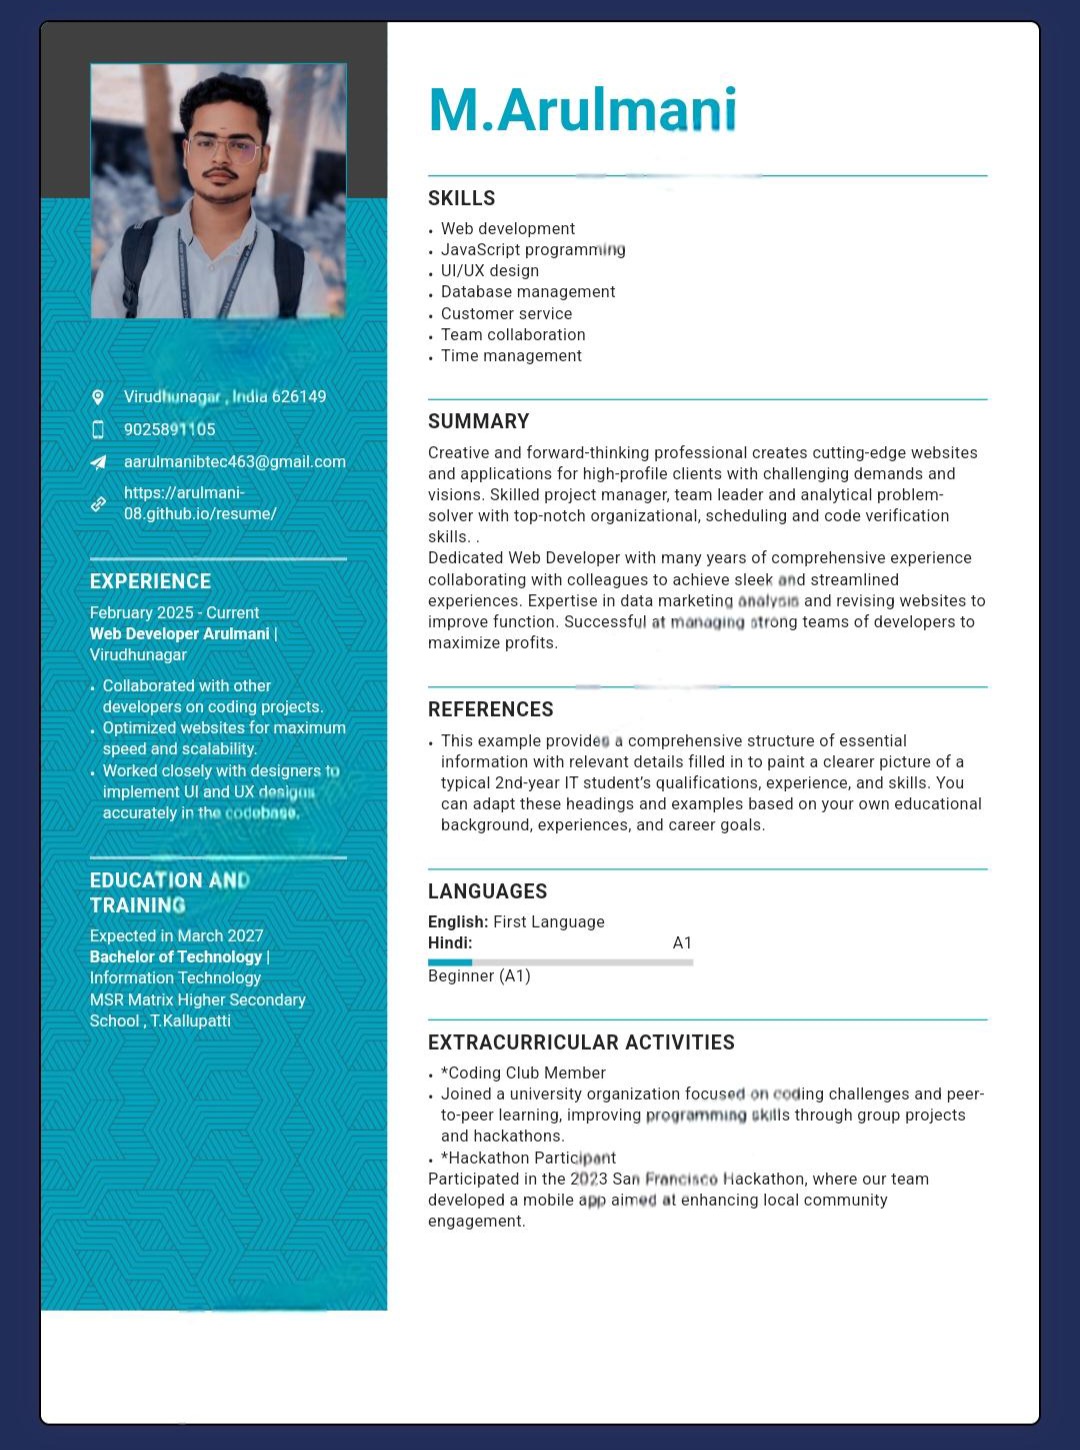 M.Arulmani
Virudhunagar , India 626149
9025891105
aarulmanibtec463@gmail.com
https://arulmani-
08.github.io/resume/
EXPERIENCE
February 2025 - Current
Web Developer Arulmani |
Virudhunagar
• Collaborated with other
developers on coding projects.
• Optimized websites for maximum
speed and scalability.
• Worked closely with designers to
implement UI and UX designs
accurately in the codebase.
EDUCATION AND
TRAINING
Expected in March 2027
Bachelor of Technology |
Information Technology
MSR Matrix Higher Secondary
School , T.Kallupatti
SKILLS
• Web development
• JavaScript programming
• UI/UX design
• Database management
• Customer service
• Team collaboration
• Time management
SUMMARY
Creative and forward-thinking professional creates cutting-edge websites
and applications for high-profile clients with challenging demands and
visions. Skilled project manager, team leader and analytical problem-
solver with top-notch organizational, scheduling and code verification
skills. .
Dedicated Web Developer with many years of comprehensive experience
collaborating with colleagues to achieve sleek and streamlined
experiences. Expertise in data marketing analysis and revising websites to
improve function. Successful at managing strong teams of developers to
maximize profits.
REFERENCES
• This example provides a comprehensive structure of essential
information with relevant details filled in to paint a clearer picture of a
typical 2nd-year IT student's qualifications, experience, and skills. You
can adapt these headings and examples based on your own educational
background, experiences, and career goals.
LANGUAGES
English: First Language
Hindi: A1
Beginner (A1)
EXTRACURRICULAR ACTIVITIES
• *Coding Club Member
• Joined a university organization focused on coding challenges and peer-
to-peer learning, improving programming skills through group projects
and hackathons.
• *Hackathon Participant
Participated in the 2023 San Francisco Hackathon, where our team
developed a mobile app aimed at enhancing local community
engagement.